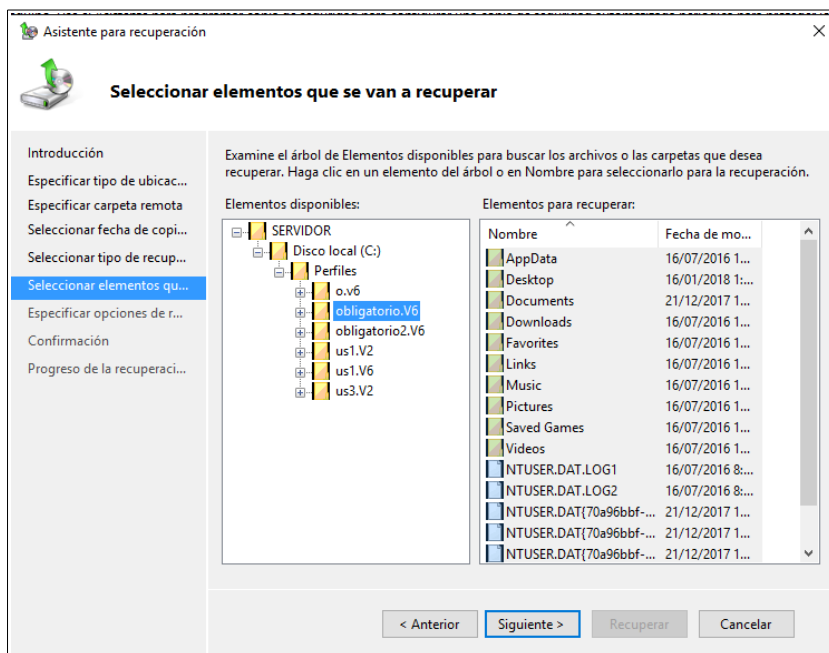 Asistente para recuperación
Seleccionar elementos que se van a recuperar
Introducción
Especificar tipo de ubicac...
Especificar carpeta remota
Seleccionar fecha de copi...
Seleccionar tipo de recup...
Seleccionar elementos qu...
Especificar opciones de r...
Confirmación
Progreso de la recuperaci...
Examine el árbol de Elementos disponibles para buscar los archivos o las carpetas que desea
recuperar. Haga clic en un elemento del árbol o en Nombre para seleccionarlo para la recuperación.
Elementos disponibles:
SERVIDOR
Disco local (C:)
Perfiles
o.v6
obligatorio.V6
obligatorio2.V6
us1.V2
us1.V6
us3.V2
Elementos para recuperar:
Nombre Fecha de mo...
AppData 16/07/2016 1...
Desktop 16/01/2018 1:...
Documents 21/12/2017 1...
Downloads 16/07/2016 1...
Favorites 16/07/2016 1...
Links 16/07/2016 1...
Music 16/07/2016 1...
Pictures 16/07/2016 1...
Saved Games 16/07/2016 1...
Videos 16/07/2016 1...
NTUSER.DAT.LOG1 16/07/2016 8:...
NTUSER.DAT.LOG2 16/07/2016 8:...
NTUSER.DAT{70a96bbf-... 21/12/2017 1...
NTUSER.DAT{70a96bbf-... 21/12/2017 1...
NTUSER.DAT{70a96bbf-... 21/12/2017 1...
< Anterior Siguiente > Recuperar Cancelar